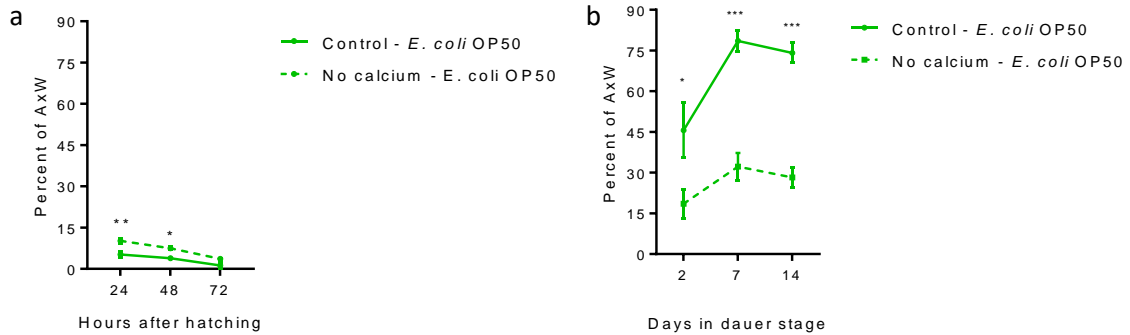 a
Percent of AxW
90
75
60
45
30
15
0
**
*
24 48 72
Hours after hatching
Control - E. coli OP50
No calcium - E. coli OP50
b
Percent of AxW
90
75
60
45
30
15
0
*
***
***
2 7 14
Days in dauer stage
Control - E. coli OP50
No calcium - E. coli OP50